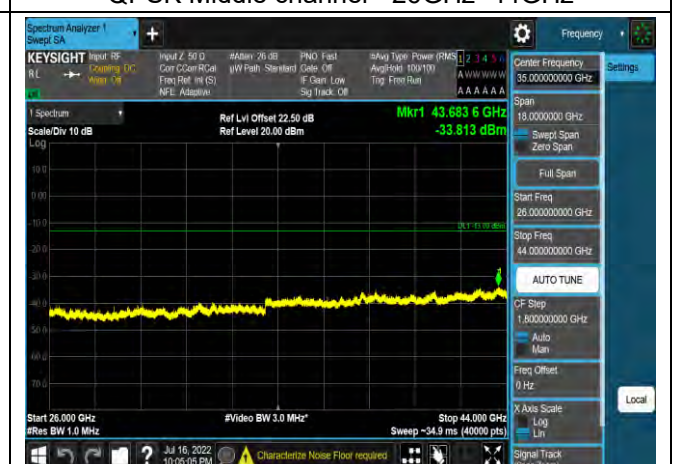 Spectrum Analyzer 1
Swept SA
+
Frequency
KEYSIGHT
RL
Input: RF
Coupling: DC
Align: Off
Input Z: 50 Ω
Corr CCorr RCal
Freq Ref: Int (S)
NFE: Adaptive
#Atten: 26 dB
µW Path: Standard
PNO: Fast
Gate: Off
IF Gain: Low
Sig Track: Off
#Avg Type: Power (RMS)
Avg|Hold: 100/100
Trig: Free Run
1 2 3 4 5 6
A W W W W W
A A A A A A
Center Frequency
35.000000000 GHz
Settings
Span
18.0000000 GHz
Swept Span
Zero Span
Full Span
Start Freq
26.000000000 GHz
Stop Freq
44.000000000 GHz
AUTO TUNE
CF Step
1.800000000 GHz
Auto
Man
Freq Offset
0 Hz
X Axis Scale
Log
Lin
Signal Track
Local
1 Spectrum
Scale/Div 10 dB
Log
Ref Lvl Offset 22.50 dB
Ref Level 20.00 dBm
Mkr1 43.683 6 GHz
-33.813 dBm
10.0
0.0
-10.0
DL1 -13.00 dBm
-20.0
-30.0
-40.0
-50.0
-60.0
-70.0
Start 26.000 GHz
#Res BW 1.0 MHz
#Video BW 3.0 MHz*
Stop 44.000 GHz
Sweep ~34.9 ms (40000 pts)
?
Jul 16, 2022
10:05:05 PM
Characterize Noise Floor required